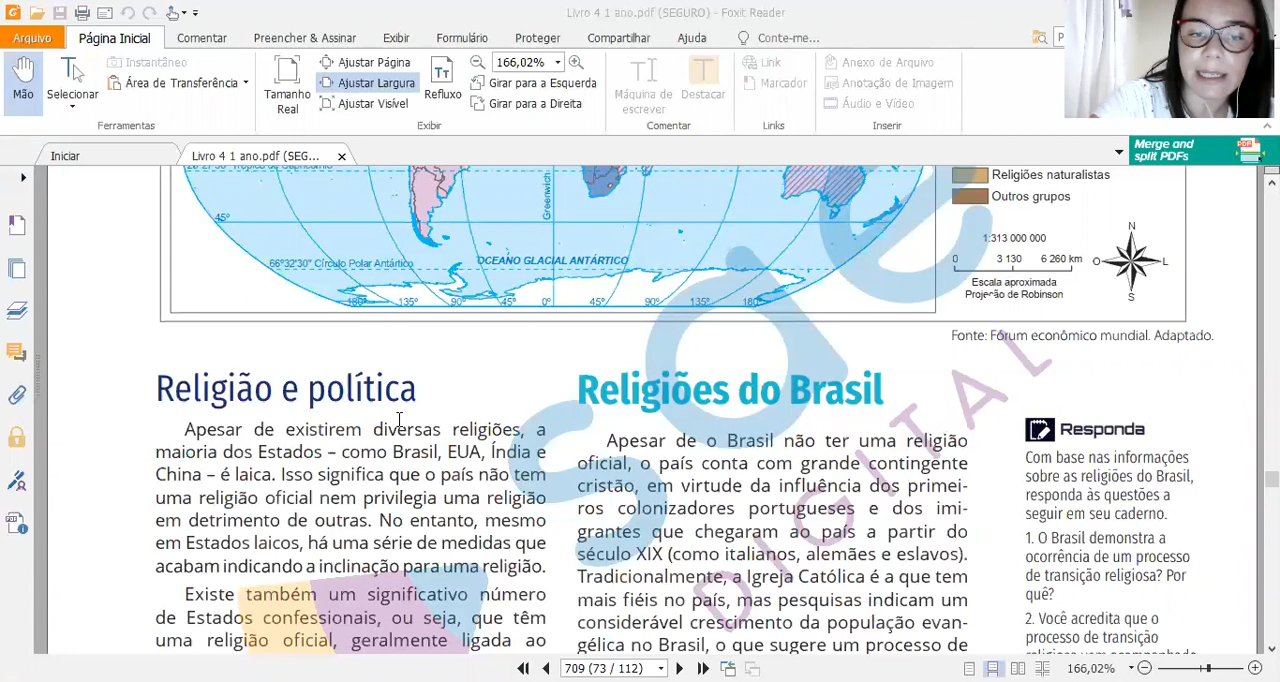 Livro 4 1 ano.pdf (SEGURO) - Foxit Reader
Arquivo
Página Inicial
Comentar
Preencher & Assinar
Exibir
Formulário
Proteger
Compartilhar
Ajuda
Conte-me...
P
Mão
Selecionar
Instantâneo
Área de Transferência
Ferramentas
Tamanho
Real
Ajustar Página
Ajustar Largura
Ajustar Visível
Refluxo
166,02%
Girar para a Esquerda
Girar para a Direita
Exibir
Máquina de
escrever
Destacar
Comentar
Link
Marcador
Links
Anexo de Arquivo
Anotação de Imagem
Áudio e Vídeo
Inserir
Iniciar
Livro 4 1 ano.pdf (SEG...
Merge and
split PDFs
Greenwich
45°
66°32'30" Círculo Polar Antártico
OCEANO GLACIAL ANTÁRTICO
180° 135° 90° 45° 0° 45° 90° 135° 180°
Religiões naturalistas
Outros grupos
1:313 000 000
0 3 130 6 260 km
Escala aproximada
Projeção de Robinson
N
O L
S
Fonte: Fórum econômico mundial. Adaptado.
Religião e política
Apesar de existirem diversas religiões, a
maioria dos Estados – como Brasil, EUA, Índia e
China – é laica. Isso significa que o país não tem
uma religião oficial nem privilegia uma religião
em detrimento de outras. No entanto, mesmo
em Estados laicos, há uma série de medidas que
acabam indicando a inclinação para uma religião.
Existe também um significativo número
de Estados confessionais, ou seja, que têm
uma religião oficial, geralmente ligada ao
Religiões do Brasil
Apesar de o Brasil não ter uma religião
oficial, o país conta com grande contingente
cristão, em virtude da influência dos primei-
ros colonizadores portugueses e dos imi-
grantes que chegaram ao país a partir do
século XIX (como italianos, alemães e eslavos).
Tradicionalmente, a Igreja Católica é a que tem
mais fiéis no país, mas pesquisas indicam um
considerável crescimento da população evan-
gélica no Brasil, o que sugere um processo de
Responda
Com base nas informações
sobre as religiões do Brasil,
responda às questões a
seguir em seu caderno.
1. O Brasil demonstra a
ocorrência de um processo
de transição religiosa? Por
quê?
2. Você acredita que o
processo de transição
sae
DIGITAL
709 (73 / 112)
166,02%